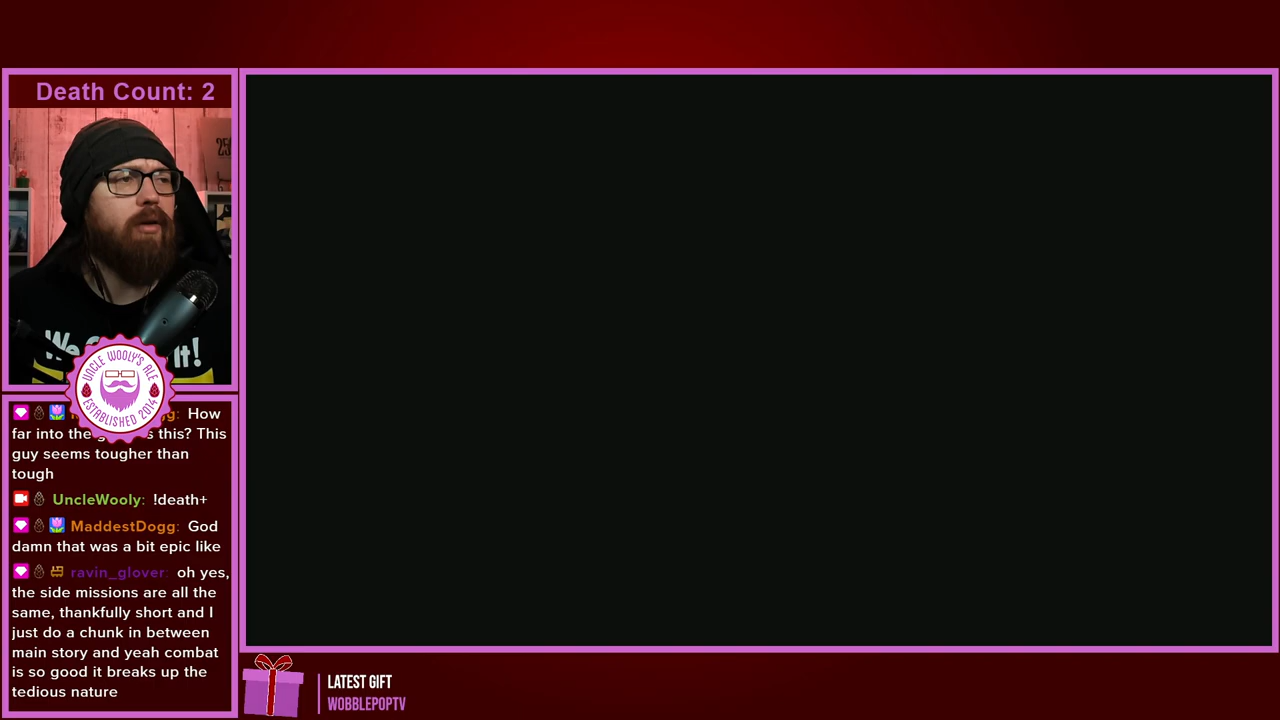 Death Count: 2
25
We
It!
UNCLE WOOLY'S ALE
ESTABLISHED 2014
How
far into the this? This
guy seems tougher than
tough
UncleWooly: !death+
MaddestDogg: God
damn that was a bit epic like
ravin_glover: oh yes,
the side missions are all the
same, thankfully short and I
just do a chunk in between
main story and yeah combat
is so good it breaks up the
tedious nature
LATEST GIFT
WOBBLEPOPTV